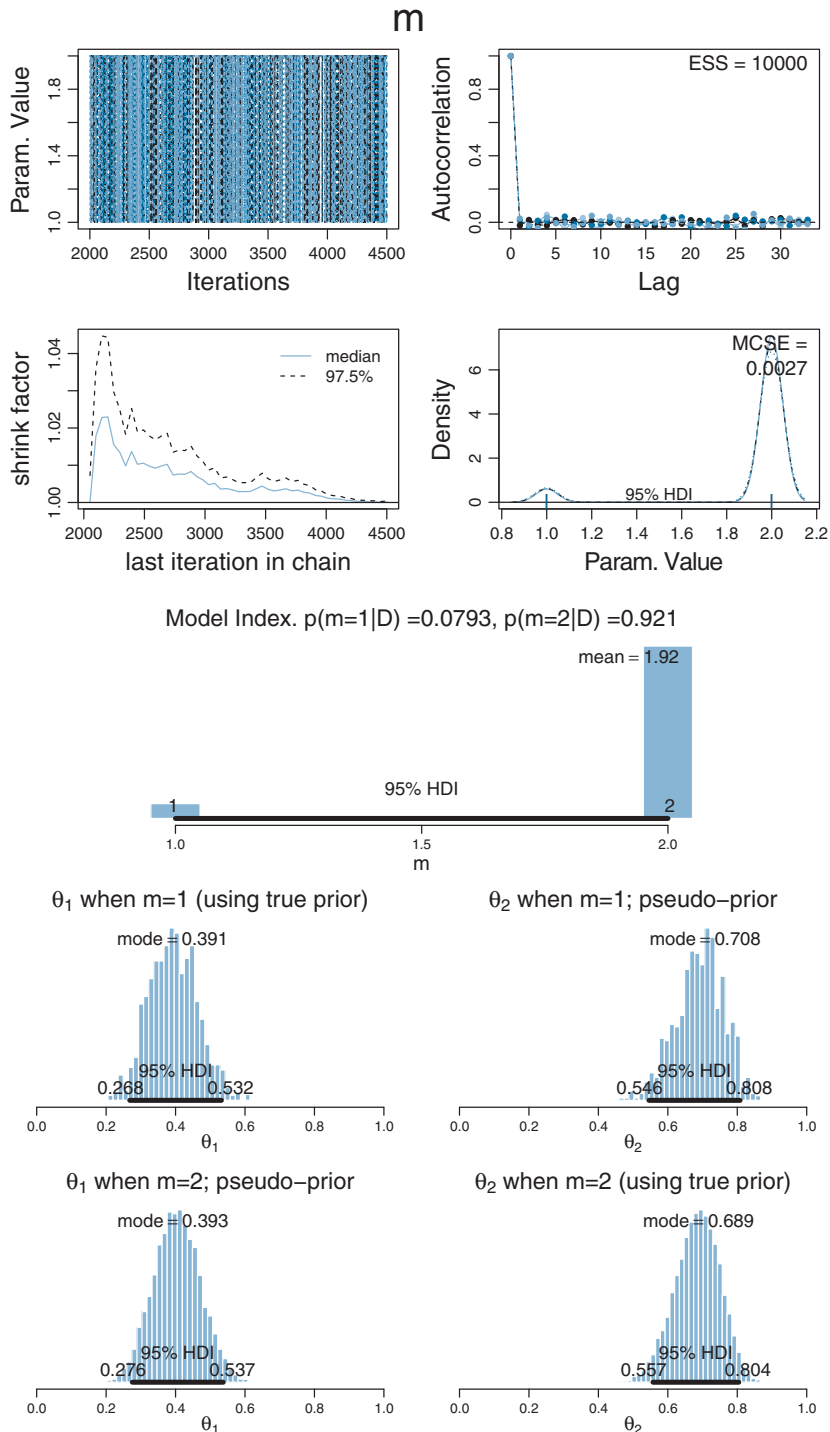 m
Param. Value
1.0 1.4 1.8
2000 2500 3000 3500 4000 4500
Iterations
Autocorrelation
0.0 0.4 0.8
ESS = 10000
0 5 10 15 20 25 30
Lag
shrink factor
1.00 1.02 1.04
median
97.5%
2000 2500 3000 3500 4000 4500
last iteration in chain
Density
0 2 4 6
MCSE =
0.0027
95% HDI
0.8 1.0 1.2 1.4 1.6 1.8 2.0 2.2
Param. Value
Model Index. p(m=1|D) =0.0793, p(m=2|D) =0.921
mean = 1.92
95% HDI
1 2
1.0 1.5 2.0
m
θ1 when m=1 (using true prior)
mode = 0.391
95% HDI
0.268 0.532
0.0 0.2 0.4 0.6 0.8 1.0
θ1
θ2 when m=1; pseudo−prior
mode = 0.708
95% HDI
0.546 0.808
0.0 0.2 0.4 0.6 0.8 1.0
θ2
θ1 when m=2; pseudo−prior
mode = 0.393
95% HDI
0.276 0.537
0.0 0.2 0.4 0.6 0.8 1.0
θ1
θ2 when m=2 (using true prior)
mode = 0.689
95% HDI
0.557 0.804
0.0 0.2 0.4 0.6 0.8 1.0
θ2